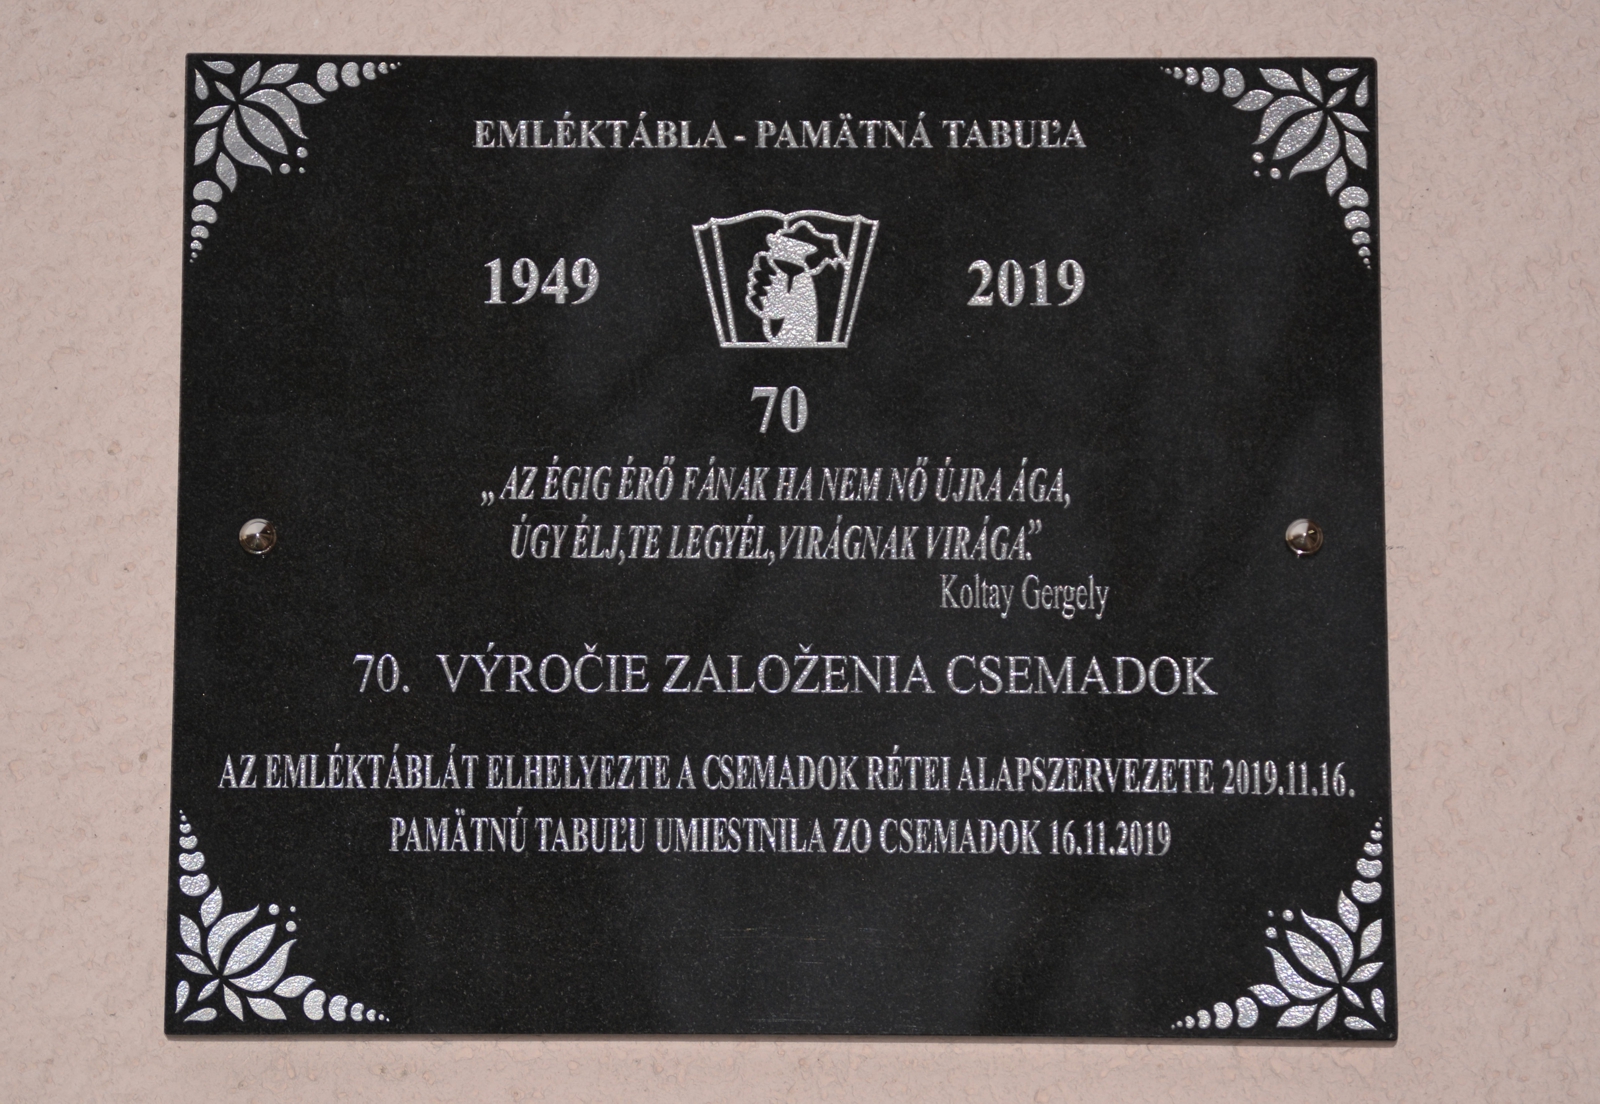 EMLÉKTÁBLA - PAMÄTNÁ TABUĽA
1949 2019
70
„AZ ÉGIG ÉRŐ FÁNAK HA NEM NŐ ÚJRA ÁGA,
ÚGY ÉLJ,TE LEGYÉL,VIRÁGNAK VIRÁGA.”
Koltay Gergely
70. VÝROČIE ZALOŽENIA CSEMADOK
AZ EMLÉKTÁBLÁT ELHELYEZTE A CSEMADOK RÉTEI ALAPSZERVEZETE 2019.11.16.
PAMÄTNÚ TABUĽU UMIESTNILA ZO CSEMADOK 16.11.2019